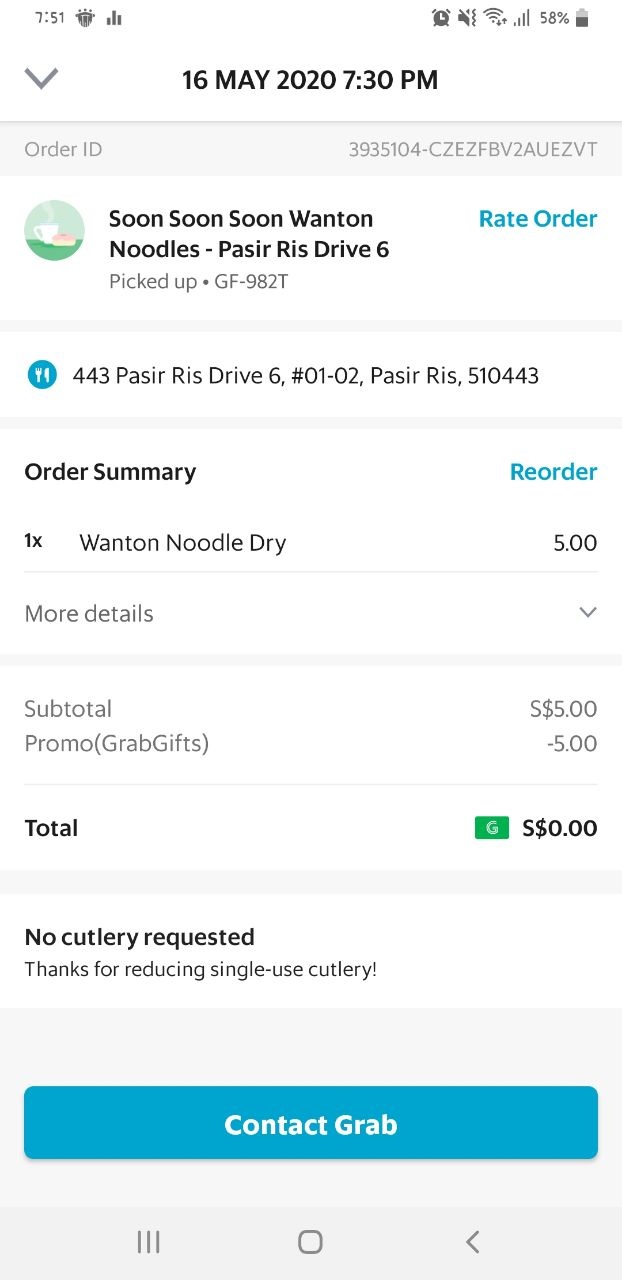 7:51 58%
16 MAY 2020 7:30 PM
Order ID 3935104-CZEZFBV2AUEZVT
Soon Soon Soon Wanton Rate Order
Noodles - Pasir Ris Drive 6
Picked up • GF-982T
443 Pasir Ris Drive 6, #01-02, Pasir Ris, 510443
Order Summary Reorder
1x Wanton Noodle Dry 5.00
More details
Subtotal S$5.00
Promo(GrabGifts) -5.00
Total G S$0.00
No cutlery requested
Thanks for reducing single-use cutlery!
Contact Grab